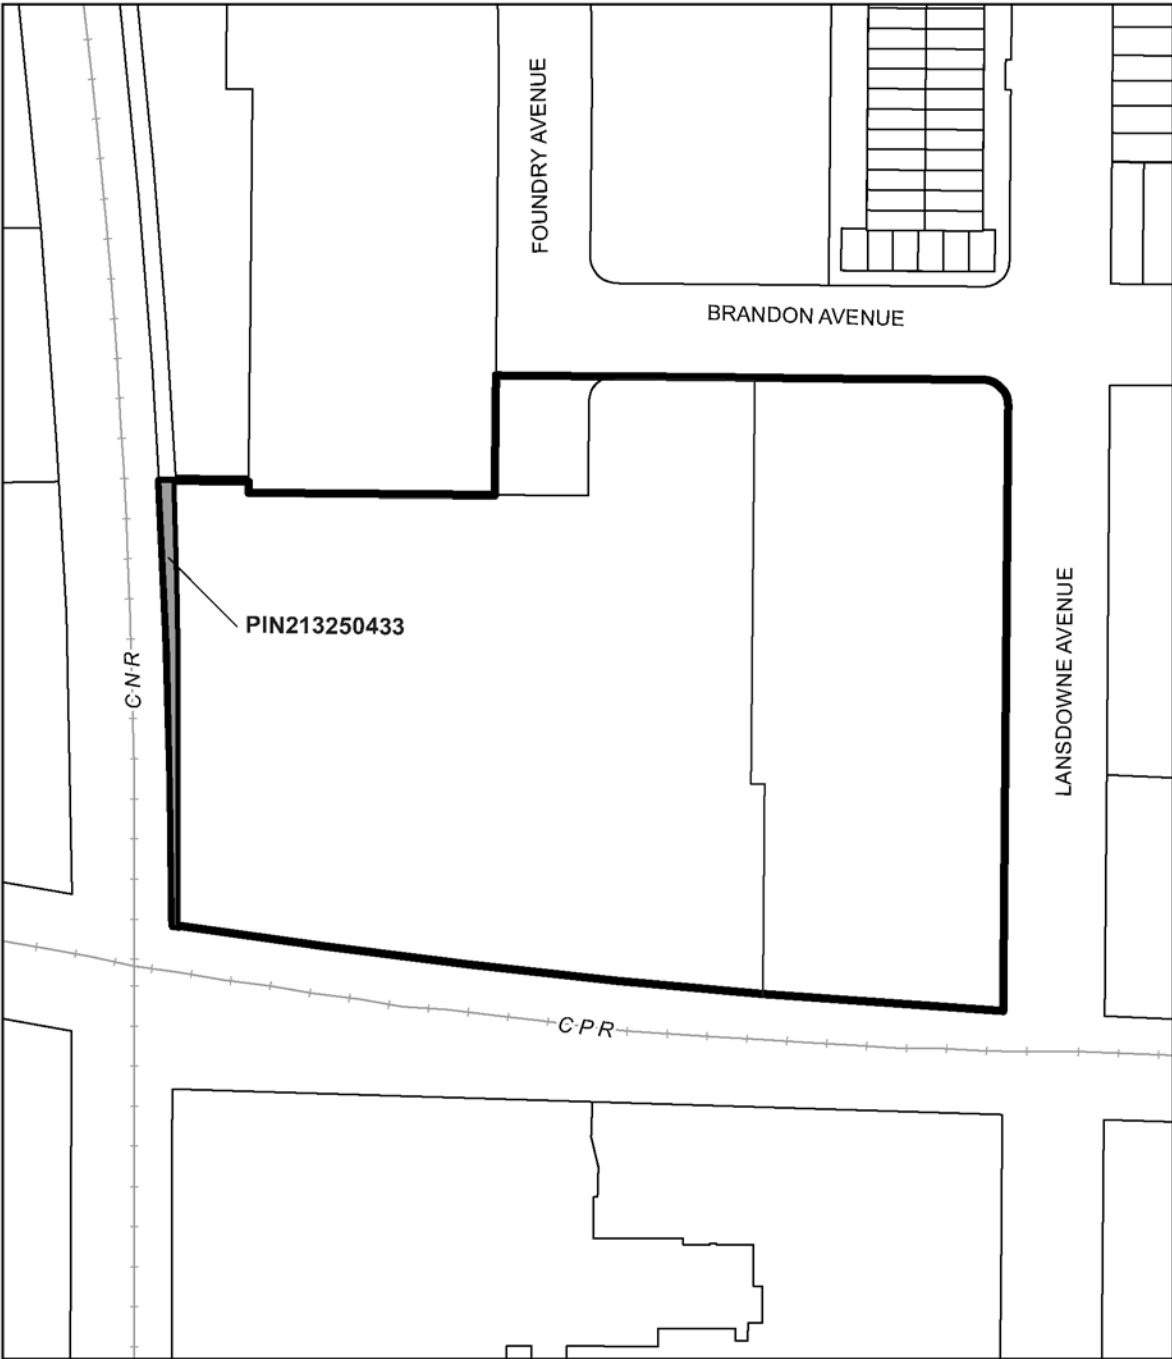 FOUNDRY AVENUE
BRANDON AVENUE
PIN213250433
LANSDOWNE AVENUE
C-N-R
C-P-R